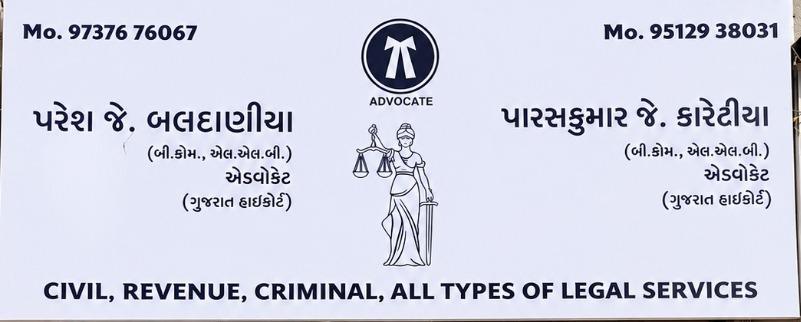 Mo. 97376 76067
Mo. 95129 38031
ADVOCATE
પરેશ જે. બલદાણીયા
(બી.કોમ., એલ.એલ.બી.)
એડવોકેટ
(ગુજરાત હાઈકોર્ટ)
પારસકુમાર જે. કારેટીયા
(બી.કોમ., એલ.એલ.બી.)
એડવોકેટ
(ગુજરાત હાઈકોર્ટ)
CIVIL, REVENUE, CRIMINAL, ALL TYPES OF LEGAL SERVICES